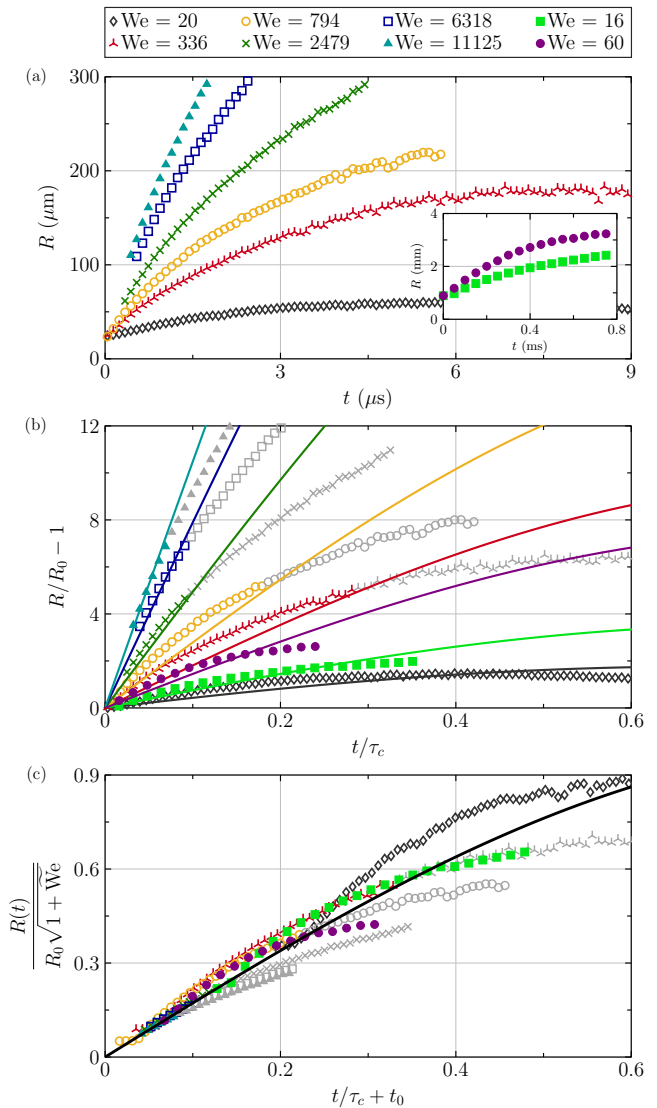 We = 20 We = 794 We = 6318 We = 16
We = 336 We = 2479 We = 11125 We = 60
(a)
300
200
100
0
R (μm)
0 3 6 9
t (μs)
4
2
0
R (mm)
0 0.4 0.8
t (ms)
(b)
12
8
4
0
R/R₀ − 1
0 0.2 0.4 0.6
t/τ_c
(c)
0.9
0.6
0.3
0
R(t)
R₀√1 + W̃e
0 0.2 0.4 0.6
t/τ_c + t₀